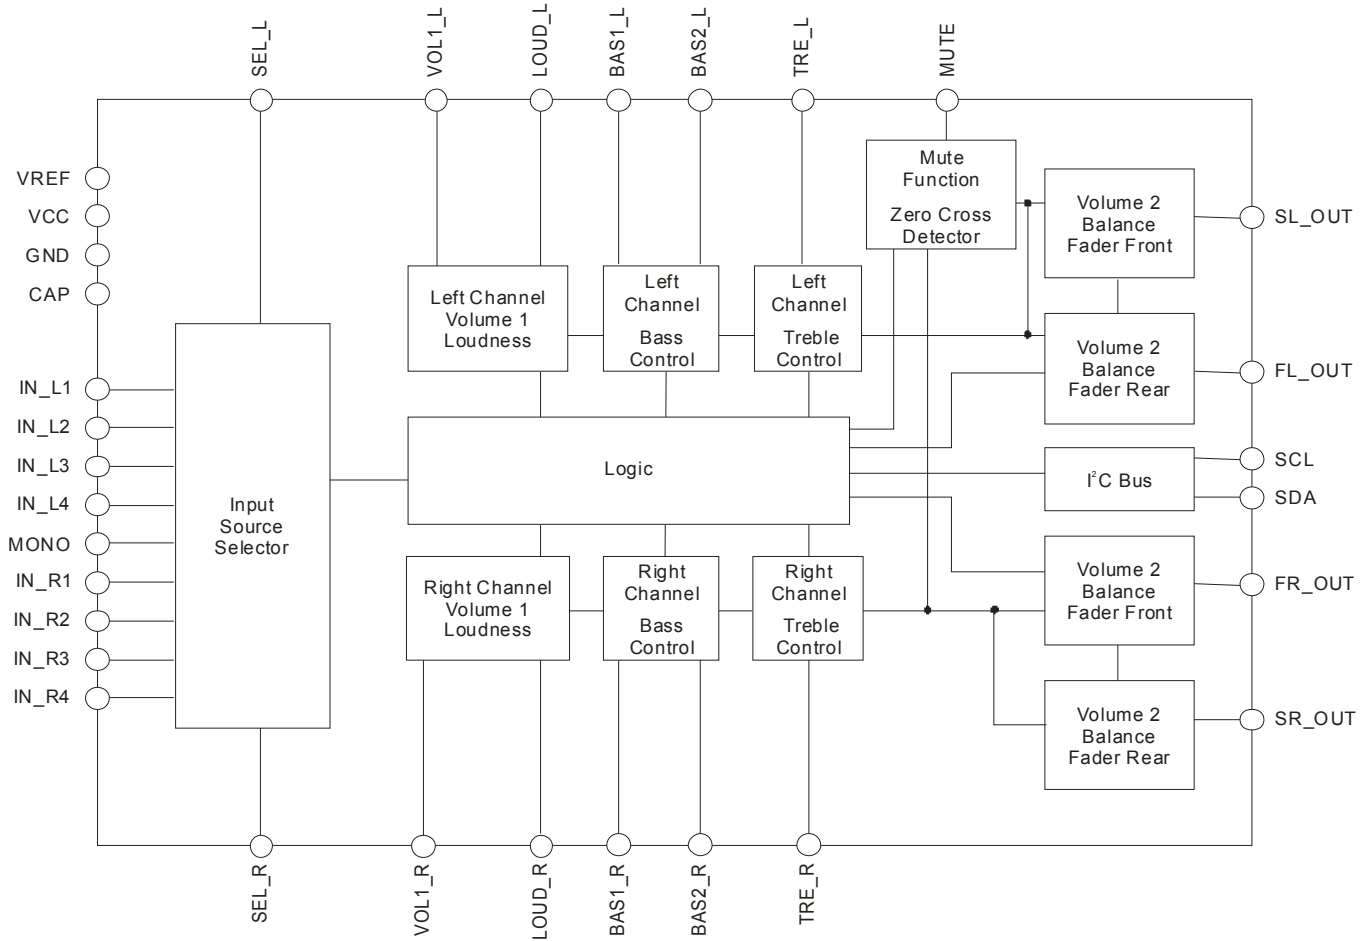 SEL_L
VOL1_L
LOUD_L
BAS1_L
BAS2_L
TRE_L
MUTE
VREF
VCC
GND
CAP
IN_L1
IN_L2
IN_L3
IN_L4
MONO
IN_R1
IN_R2
IN_R3
IN_R4
Input
Source
Selector
Left Channel
Volume 1
Loudness
Left
Channel
Bass
Control
Left
Channel
Treble
Control
Mute
Function
Zero Cross
Detector
Volume 2
Balance
Fader Front
Volume 2
Balance
Fader Rear
Logic
I²C Bus
Right Channel
Volume 1
Loudness
Right
Channel
Bass
Control
Right
Channel
Treble
Control
Volume 2
Balance
Fader Front
Volume 2
Balance
Fader Rear
SL_OUT
FL_OUT
SCL
SDA
FR_OUT
SR_OUT
SEL_R
VOL1_R
LOUD_R
BAS1_R
BAS2_R
TRE_R